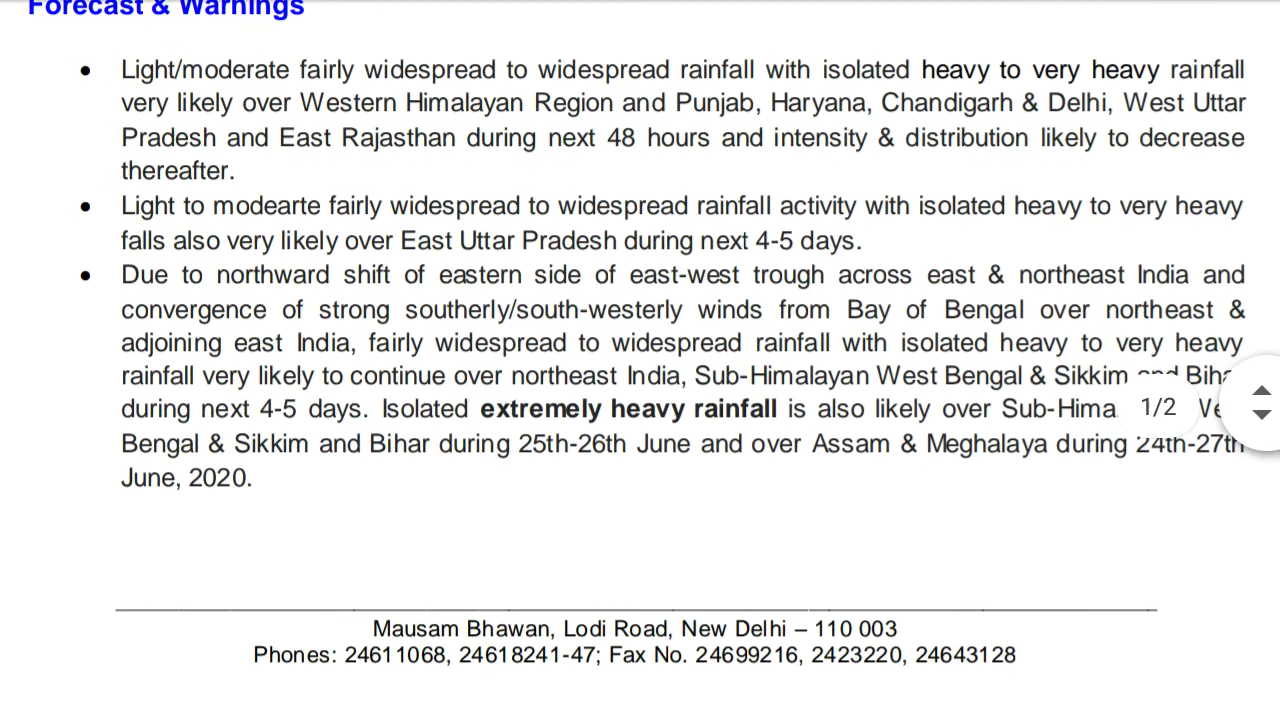 Forecast & Warnings
• Light/moderate fairly widespread to widespread rainfall with isolated heavy to very heavy rainfall
very likely over Western Himalayan Region and Punjab, Haryana, Chandigarh & Delhi, West Uttar
Pradesh and East Rajasthan during next 48 hours and intensity & distribution likely to decrease
thereafter.
• Light to modearte fairly widespread to widespread rainfall activity with isolated heavy to very heavy
falls also very likely over East Uttar Pradesh during next 4-5 days.
• Due to northward shift of eastern side of east-west trough across east & northeast India and
convergence of strong southerly/south-westerly winds from Bay of Bengal over northeast &
adjoining east India, fairly widespread to widespread rainfall with isolated heavy to very heavy
rainfall very likely to continue over northeast India, Sub-Himalayan West Bengal & Sikkim and
during next 4-5 days. Isolated extremely heavy rainfall is also likely over
1/2
Bengal & Sikkim and Bihar during 25th-26th June and over Assam & Meghalaya during 24th-27th
June, 2020.
Mausam Bhawan, Lodi Road, New Delhi – 110 003
Phones: 24611068, 24618241-47; Fax No. 24699216, 2423220, 24643128